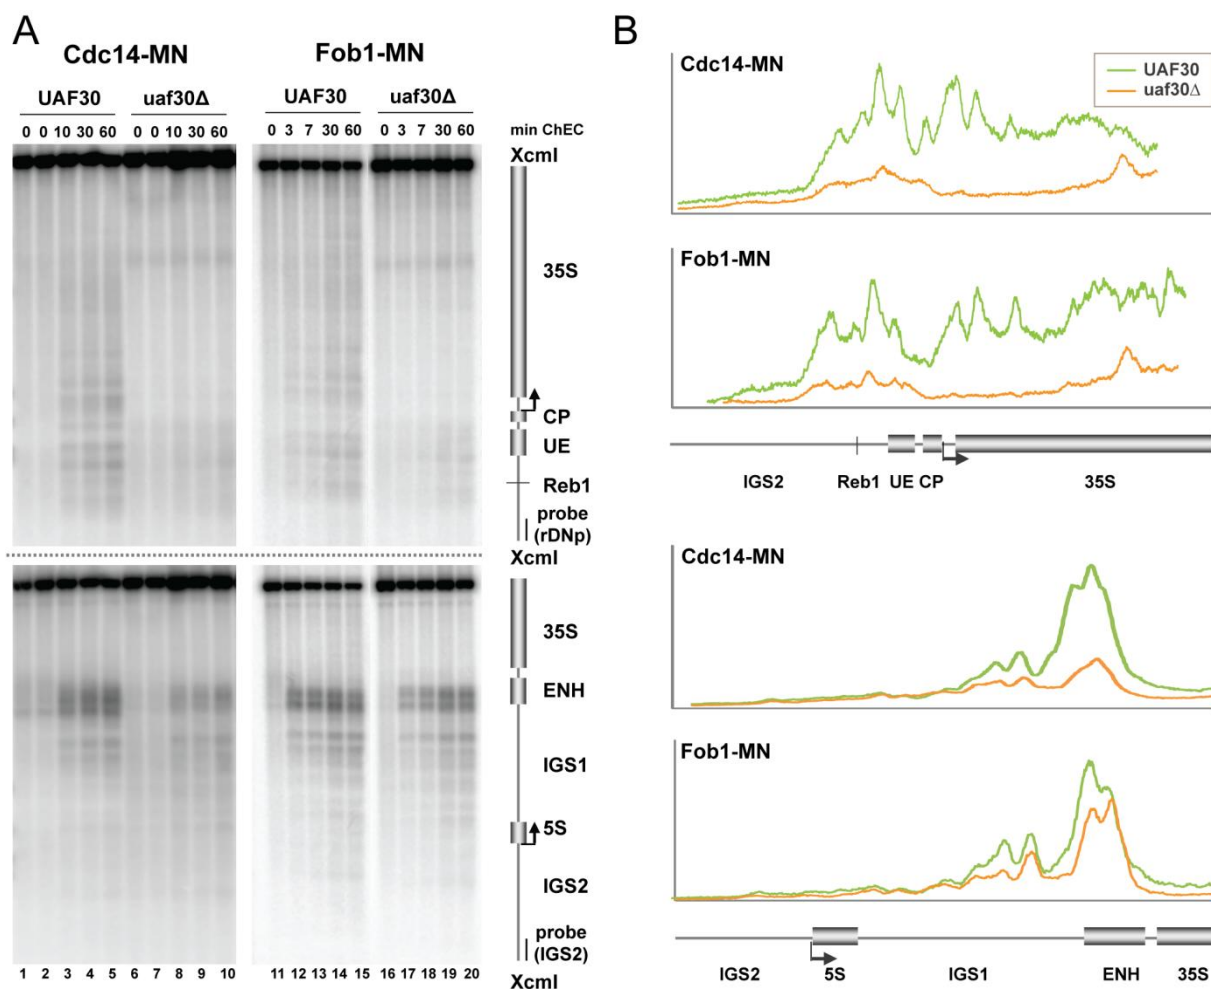 A
Cdc14-MN Fob1-MN
UAF30 uaf30Δ UAF30 uaf30Δ
0 0 10 30 60 0 0 10 30 60 0 3 7 30 60 0 3 7 30 60 min ChEC
XcmI
35S
CP
UE
Reb1
probe
(rDNp)
XcmI
35S
ENH
IGS1
5S
IGS2
probe
(IGS2)
XcmI
1 2 3 4 5 6 7 8 9 10 11 12 13 14 15 16 17 18 19 20
B
Cdc14-MN
UAF30
uaf30Δ
Fob1-MN
IGS2 Reb1 UE CP 35S
Cdc14-MN
Fob1-MN
IGS2 5S IGS1 ENH 35S